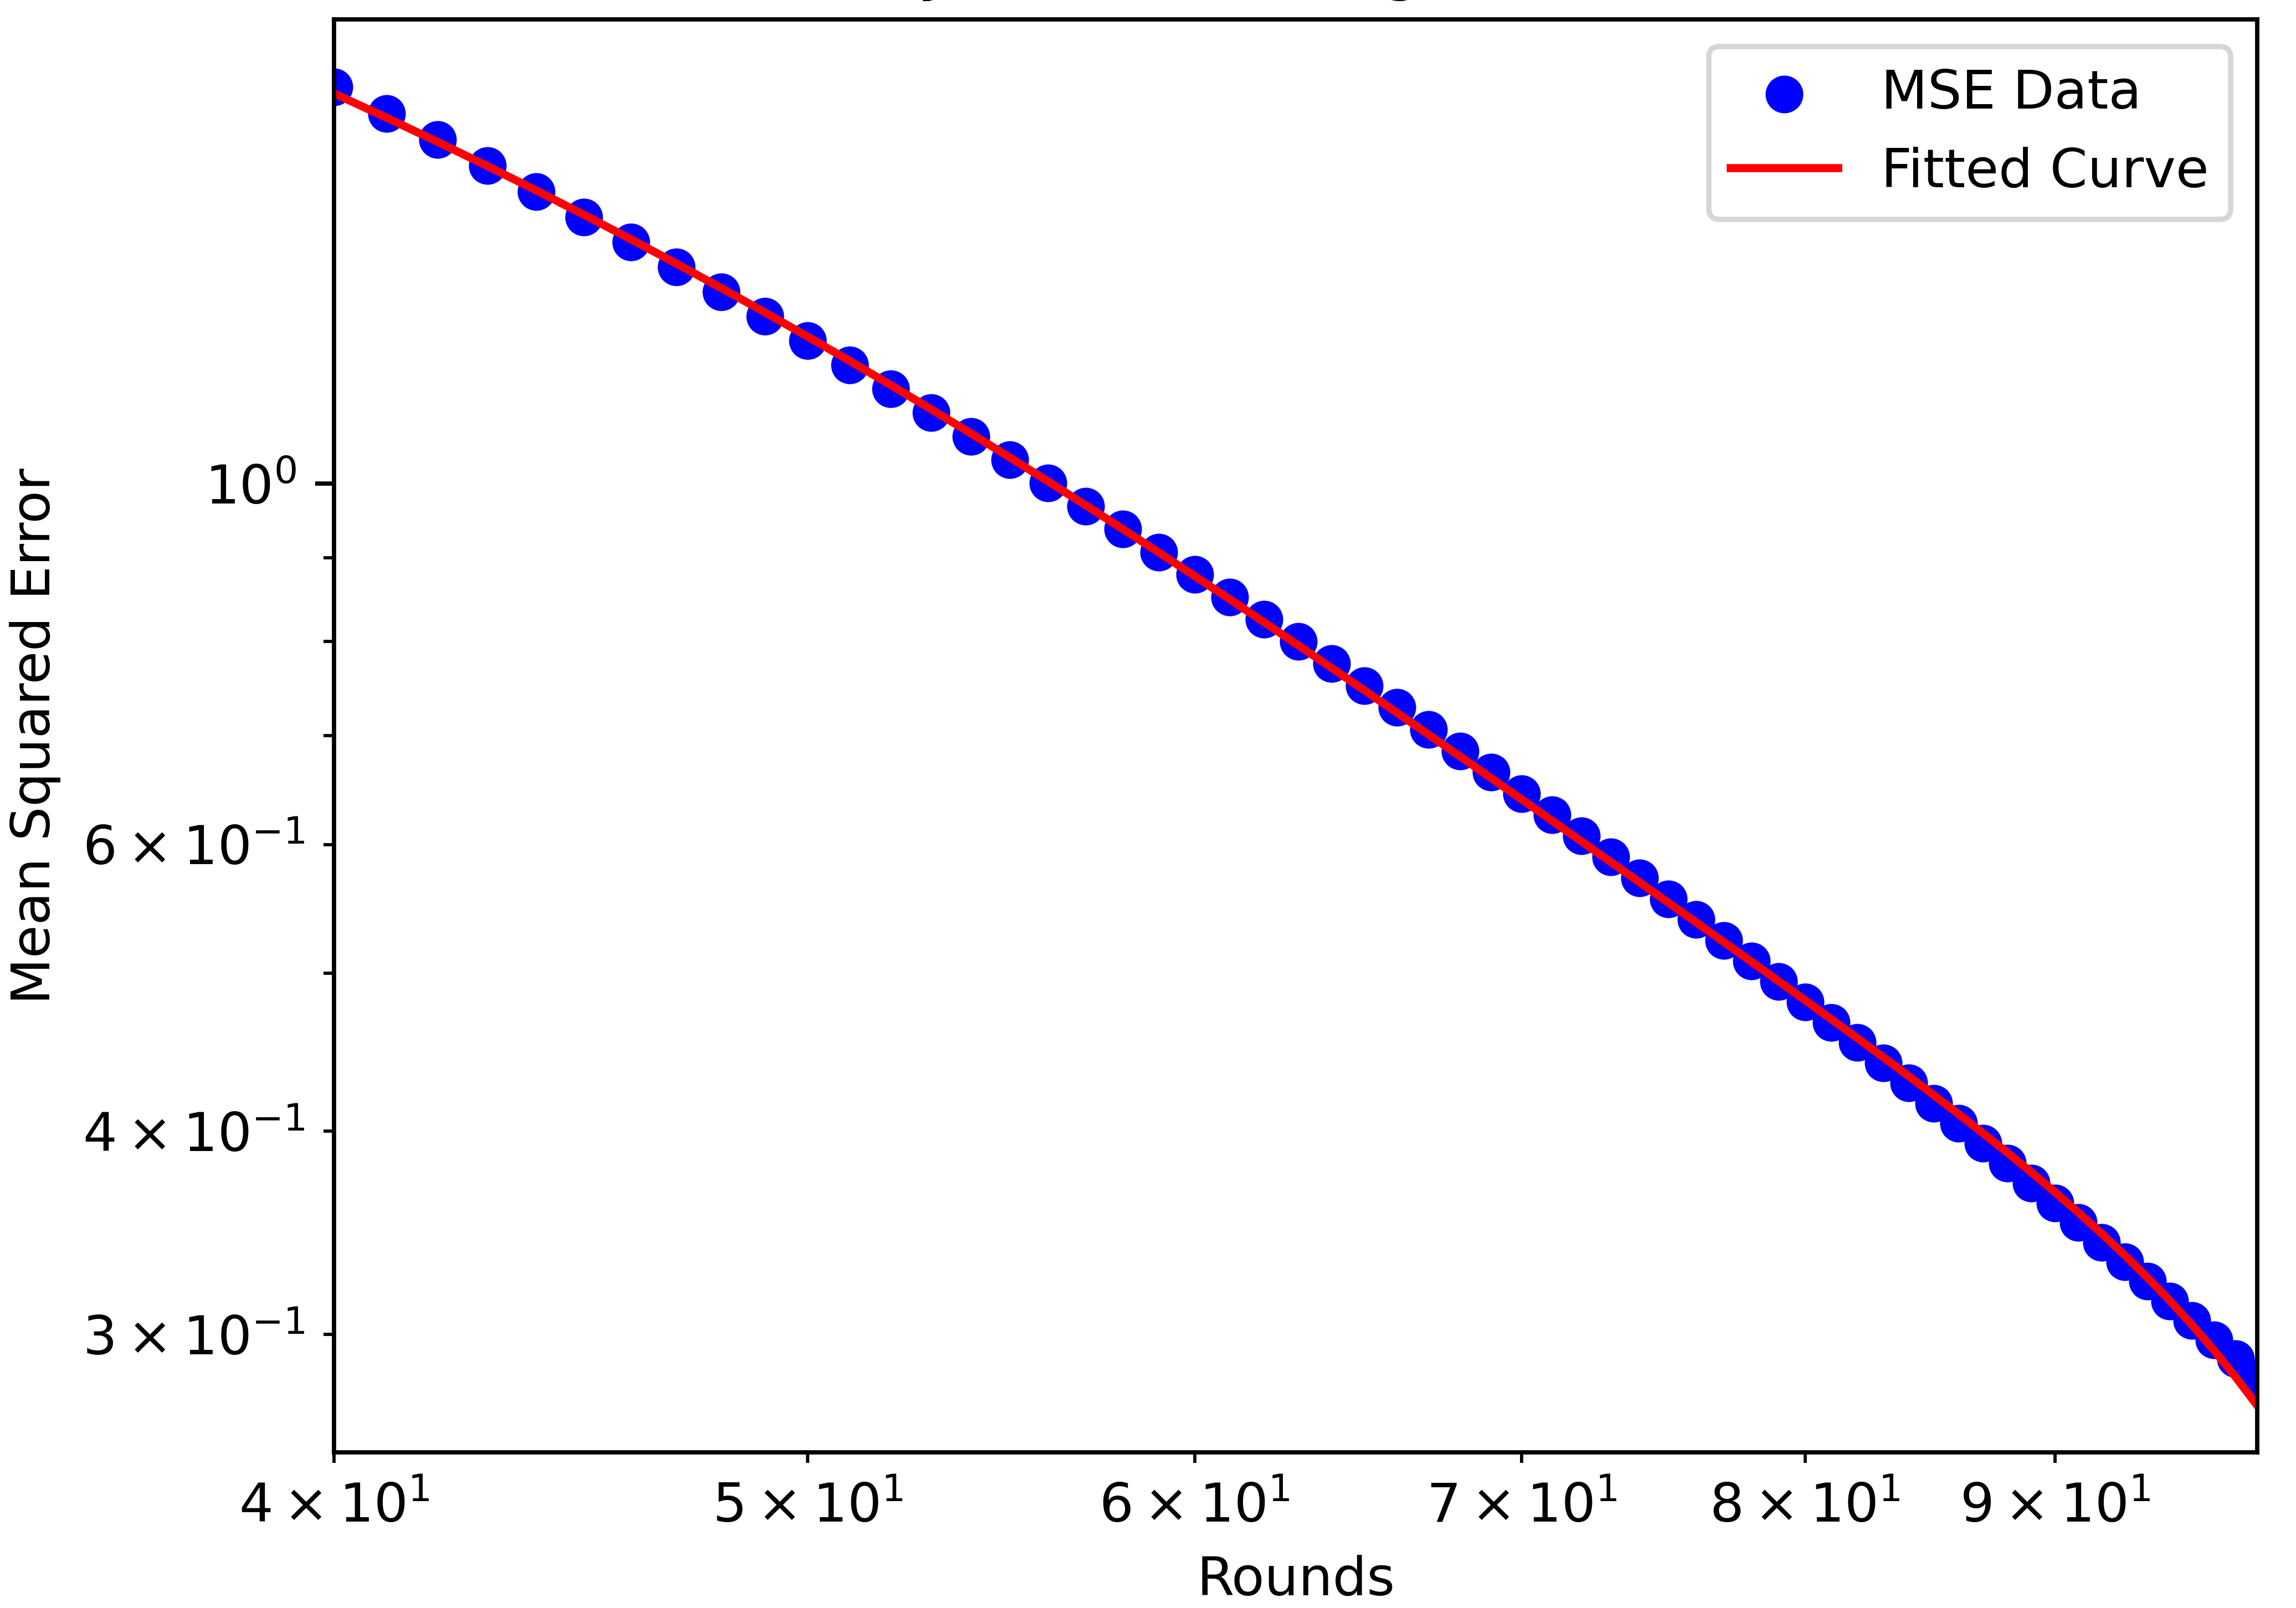 MSE Data
Fitted Curve
Mean Squared Error
10⁰
6 × 10⁻¹
4 × 10⁻¹
3 × 10⁻¹
4 × 10¹ 5 × 10¹ 6 × 10¹ 7 × 10¹ 8 × 10¹ 9 × 10¹
Rounds